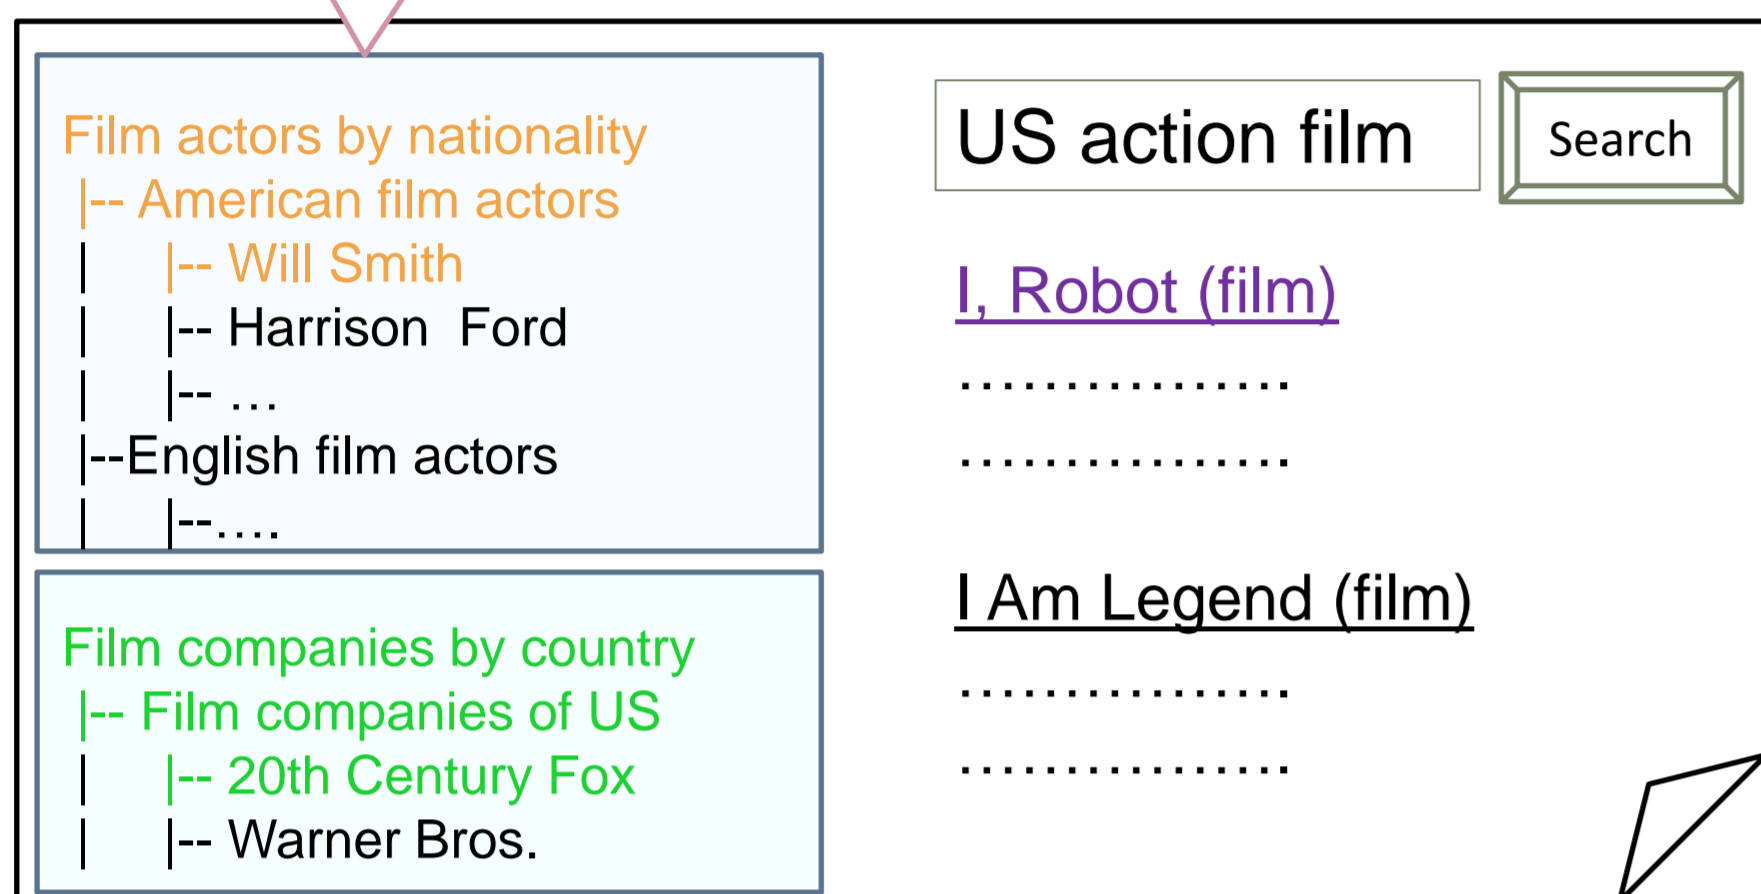 Film actors by nationality
|-- American film actors
|   |-- Will Smith
|   |-- Harrison Ford
|   |-- …
|--English film actors
|   |--….
Film companies by country
|-- Film companies of US
|   |-- 20th Century Fox
|   |-- Warner Bros.
US action film
Search
I, Robot (film)
…………….
…………….
I Am Legend (film)
…………….
…………….